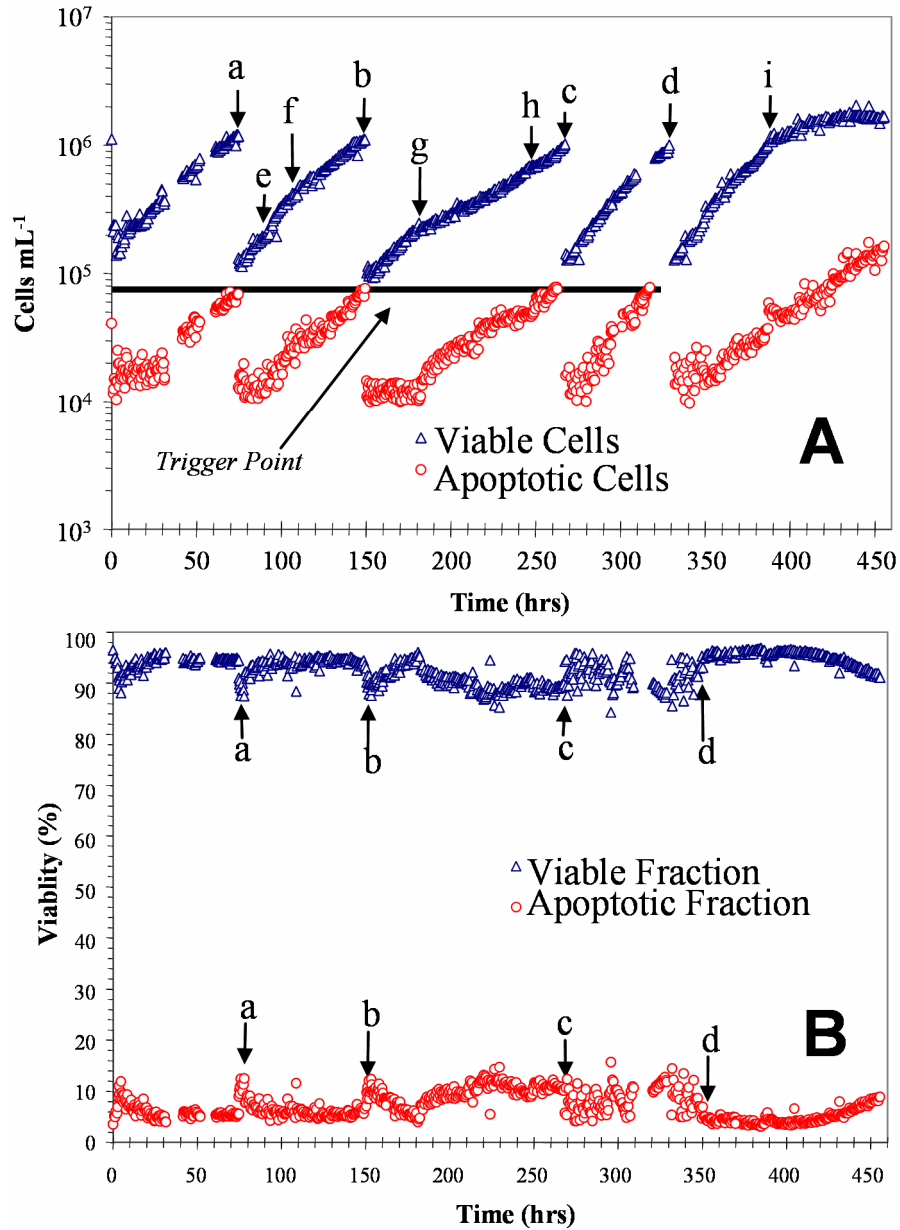 10⁷
10⁶
10⁵
10⁴
10³
Cells mL⁻¹
a
b
c
d
e
f
g
h
i
Trigger Point
Viable Cells
Apoptotic Cells
A
0 50 100 150 200 250 300 350 400 450
Time (hrs)
100
90
80
70
60
50
40
30
20
10
0
Viablity (%)
a
b
c
d
Viable Fraction
Apoptotic Fraction
a
b
c
d
B
0 50 100 150 200 250 300 350 400 450
Time (hrs)